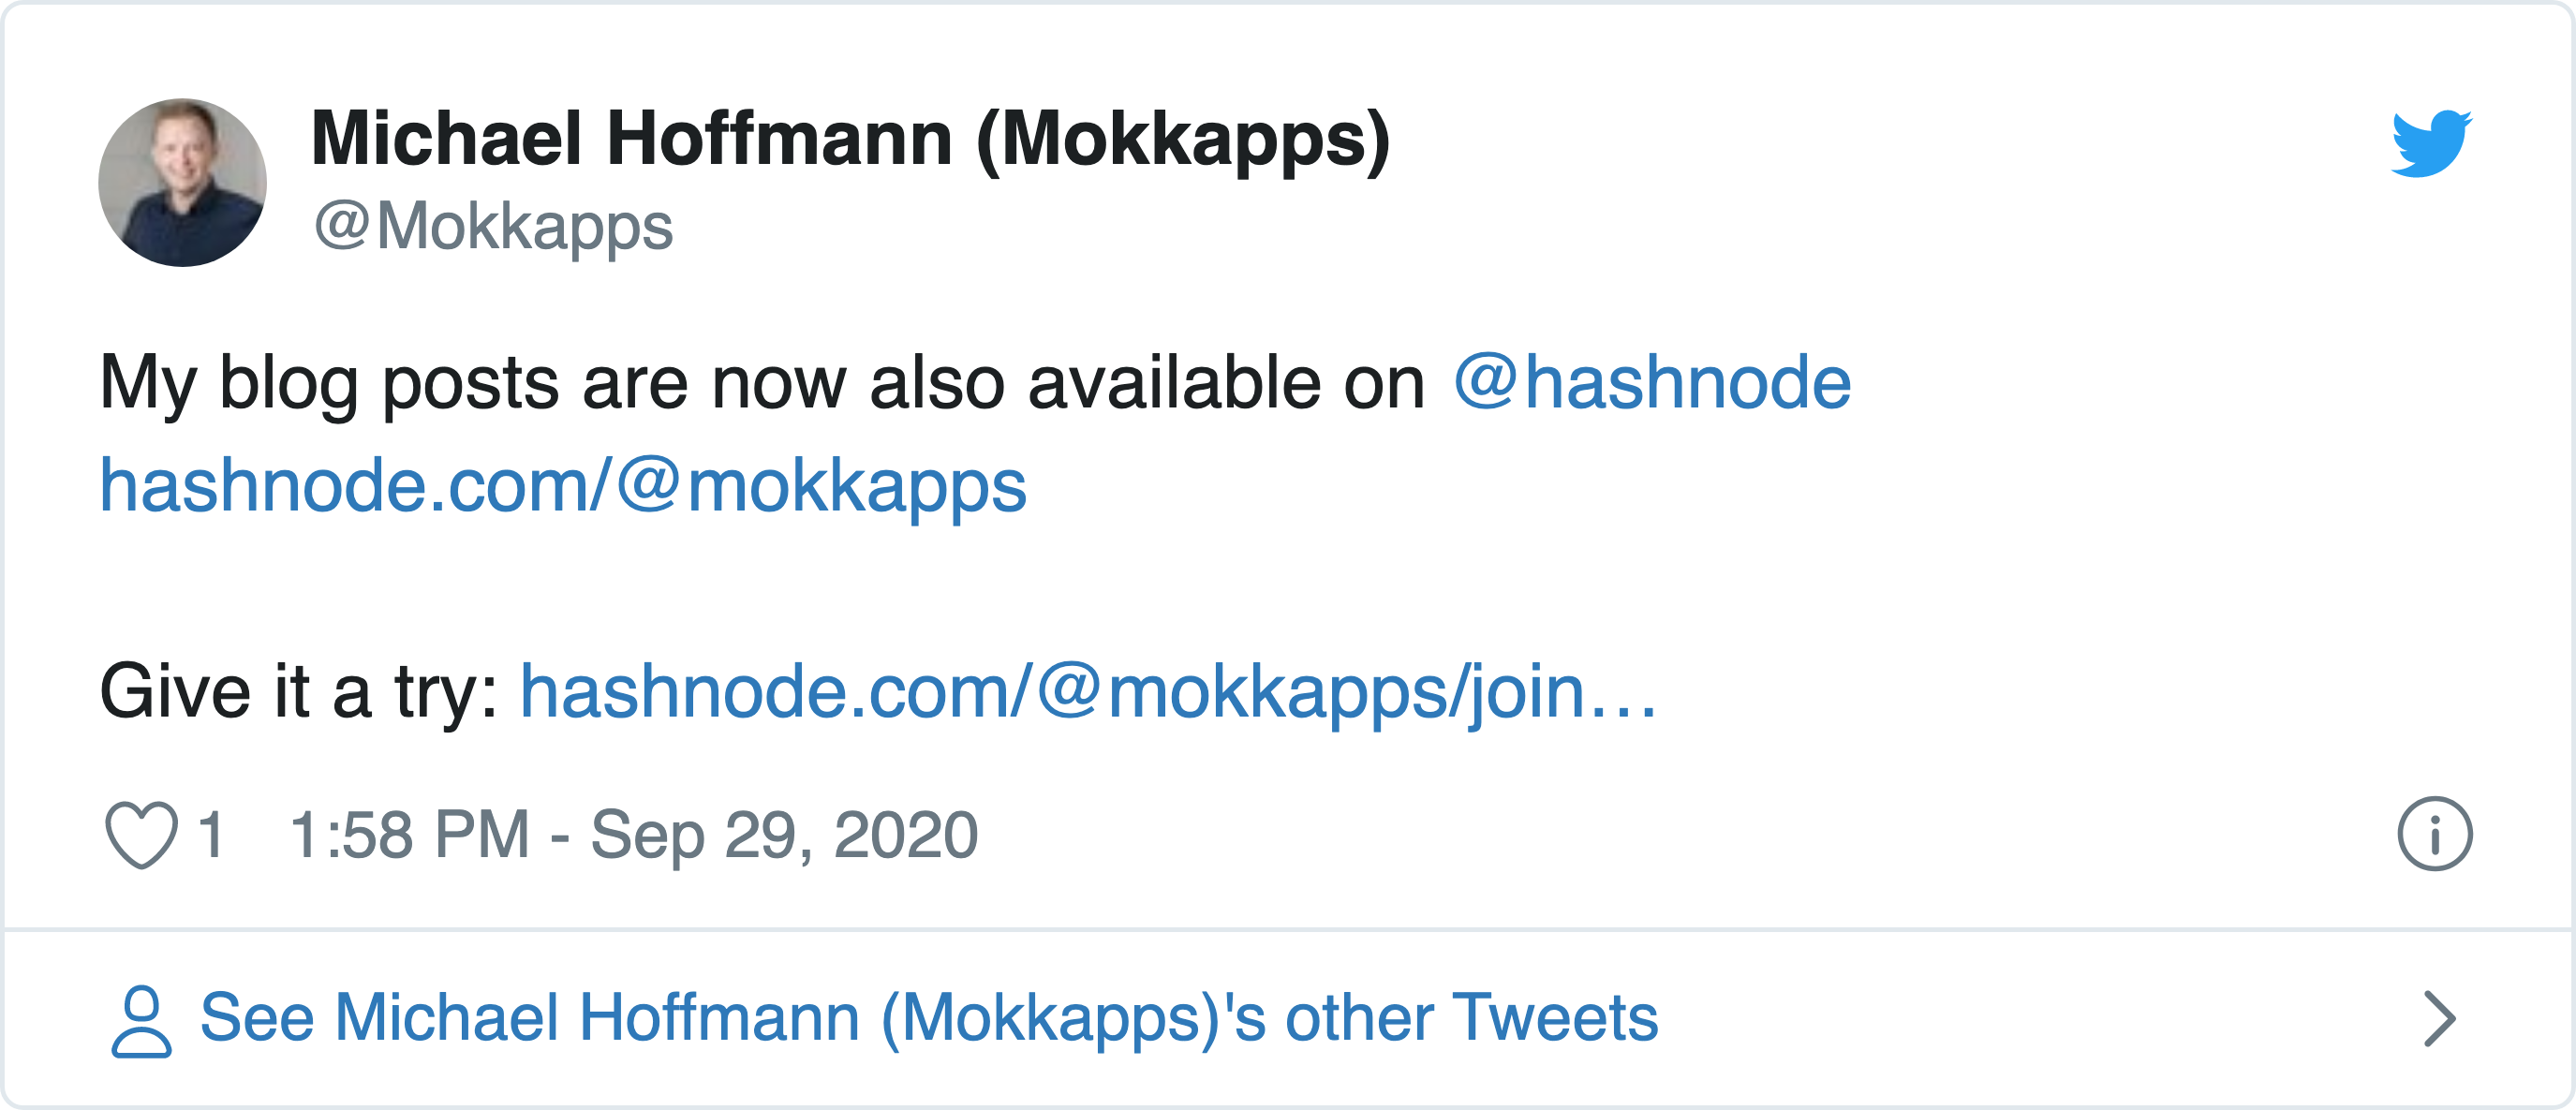 Michael Hoffmann (Mokkapps)
@Mokkapps
My blog posts are now also available on @hashnode
hashnode.com/@mokkapps
Give it a try: hashnode.com/@mokkapps/join…
1 1:58 PM - Sep 29, 2020
See Michael Hoffmann (Mokkapps)'s other Tweets